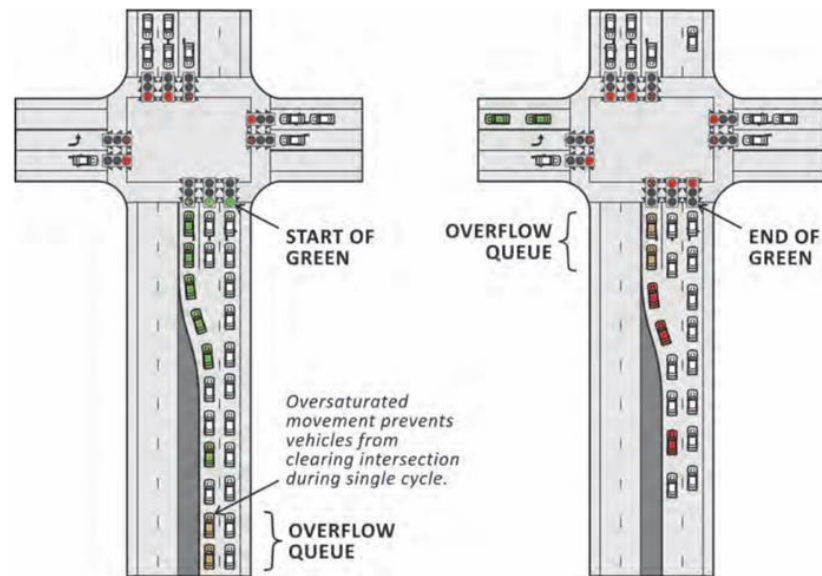 START OF
GREEN
Oversaturated
movement prevents
vehicles from
clearing intersection
during single cycle.
OVERFLOW
QUEUE
OVERFLOW
QUEUE
END OF
GREEN